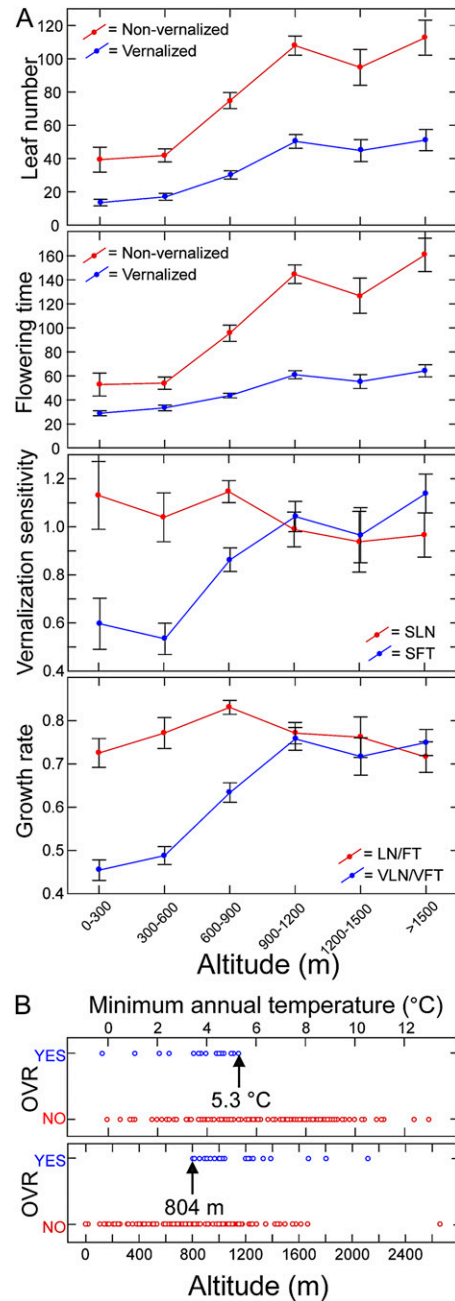 A
Leaf number
120
100
80
60
40
20
0
= Non-vernalized
= Vernalized
Flowering time
160
140
120
100
80
60
40
20
0
= Non-vernalized
= Vernalized
Vernalization sensitivity
1.2
1.0
0.8
0.6
0.4
= SLN
= SFT
Growth rate
0.8
0.7
0.6
0.5
0.4
= LN/FT
= VLN/VFT
0-300
300-600
600-900
900-1200
1200-1500
>1500
Altitude (m)
B
Minimum annual temperature (°C)
0 2 4 6 8 10 12
OVR
YES
NO
5.3 °C
OVR
YES
NO
804 m
0 400 800 1200 1600 2000 2400
Altitude (m)